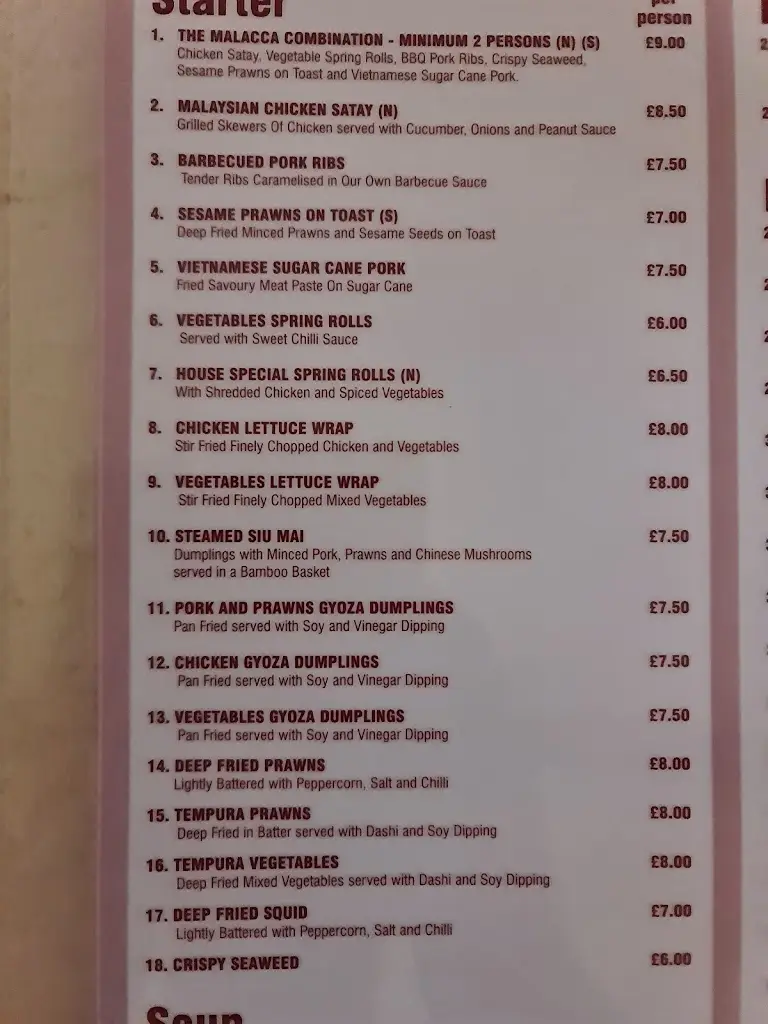 Starter
per
person
1. THE MALACCA COMBINATION - MINIMUM 2 PERSONS (N) (S) £9.00
Chicken Satay, Vegetable Spring Rolls, BBQ Pork Ribs, Crispy Seaweed,
Sesame Prawns on Toast and Vietnamese Sugar Cane Pork.
2. MALAYSIAN CHICKEN SATAY (N) £8.50
Grilled Skewers Of Chicken served with Cucumber, Onions and Peanut Sauce
3. BARBECUED PORK RIBS £7.50
Tender Ribs Caramelised in Our Own Barbecue Sauce
4. SESAME PRAWNS ON TOAST (S) £7.00
Deep Fried Minced Prawns and Sesame Seeds on Toast
5. VIETNAMESE SUGAR CANE PORK £7.50
Fried Savoury Meat Paste On Sugar Cane
6. VEGETABLES SPRING ROLLS £6.00
Served with Sweet Chilli Sauce
7. HOUSE SPECIAL SPRING ROLLS (N) £6.50
With Shredded Chicken and Spiced Vegetables
8. CHICKEN LETTUCE WRAP £8.00
Stir Fried Finely Chopped Chicken and Vegetables
9. VEGETABLES LETTUCE WRAP £8.00
Stir Fried Finely Chopped Mixed Vegetables
10. STEAMED SIU MAI £7.50
Dumplings with Minced Pork, Prawns and Chinese Mushrooms
served in a Bamboo Basket
11. PORK AND PRAWNS GYOZA DUMPLINGS £7.50
Pan Fried served with Soy and Vinegar Dipping
12. CHICKEN GYOZA DUMPLINGS £7.50
Pan Fried served with Soy and Vinegar Dipping
13. VEGETABLES GYOZA DUMPLINGS £7.50
Pan Fried served with Soy and Vinegar Dipping
14. DEEP FRIED PRAWNS £8.00
Lightly Battered with Peppercorn, Salt and Chilli
15. TEMPURA PRAWNS £8.00
Deep Fried in Batter served with Dashi and Soy Dipping
16. TEMPURA VEGETABLES £8.00
Deep Fried Mixed Vegetables served with Dashi and Soy Dipping
17. DEEP FRIED SQUID £7.00
Lightly Battered with Peppercorn, Salt and Chilli
18. CRISPY SEAWEED £6.00
Soup